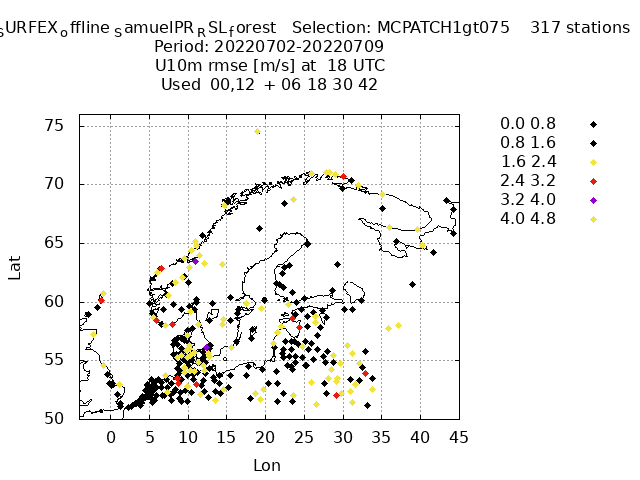 SURFEX offline SamuelPR RSL forest Selection: MCPATCH1gt075 317 stations
Period: 20220702-20220709
U10m rmse [m/s] at 18 UTC
Used 00,12 + 06 18 30 42
0.0 0.8
0.8 1.6
1.6 2.4
2.4 3.2
3.2 4.0
4.0 4.8
75
70
65
60
55
50
Lat
0 5 10 15 20 25 30 35 40 45
Lon